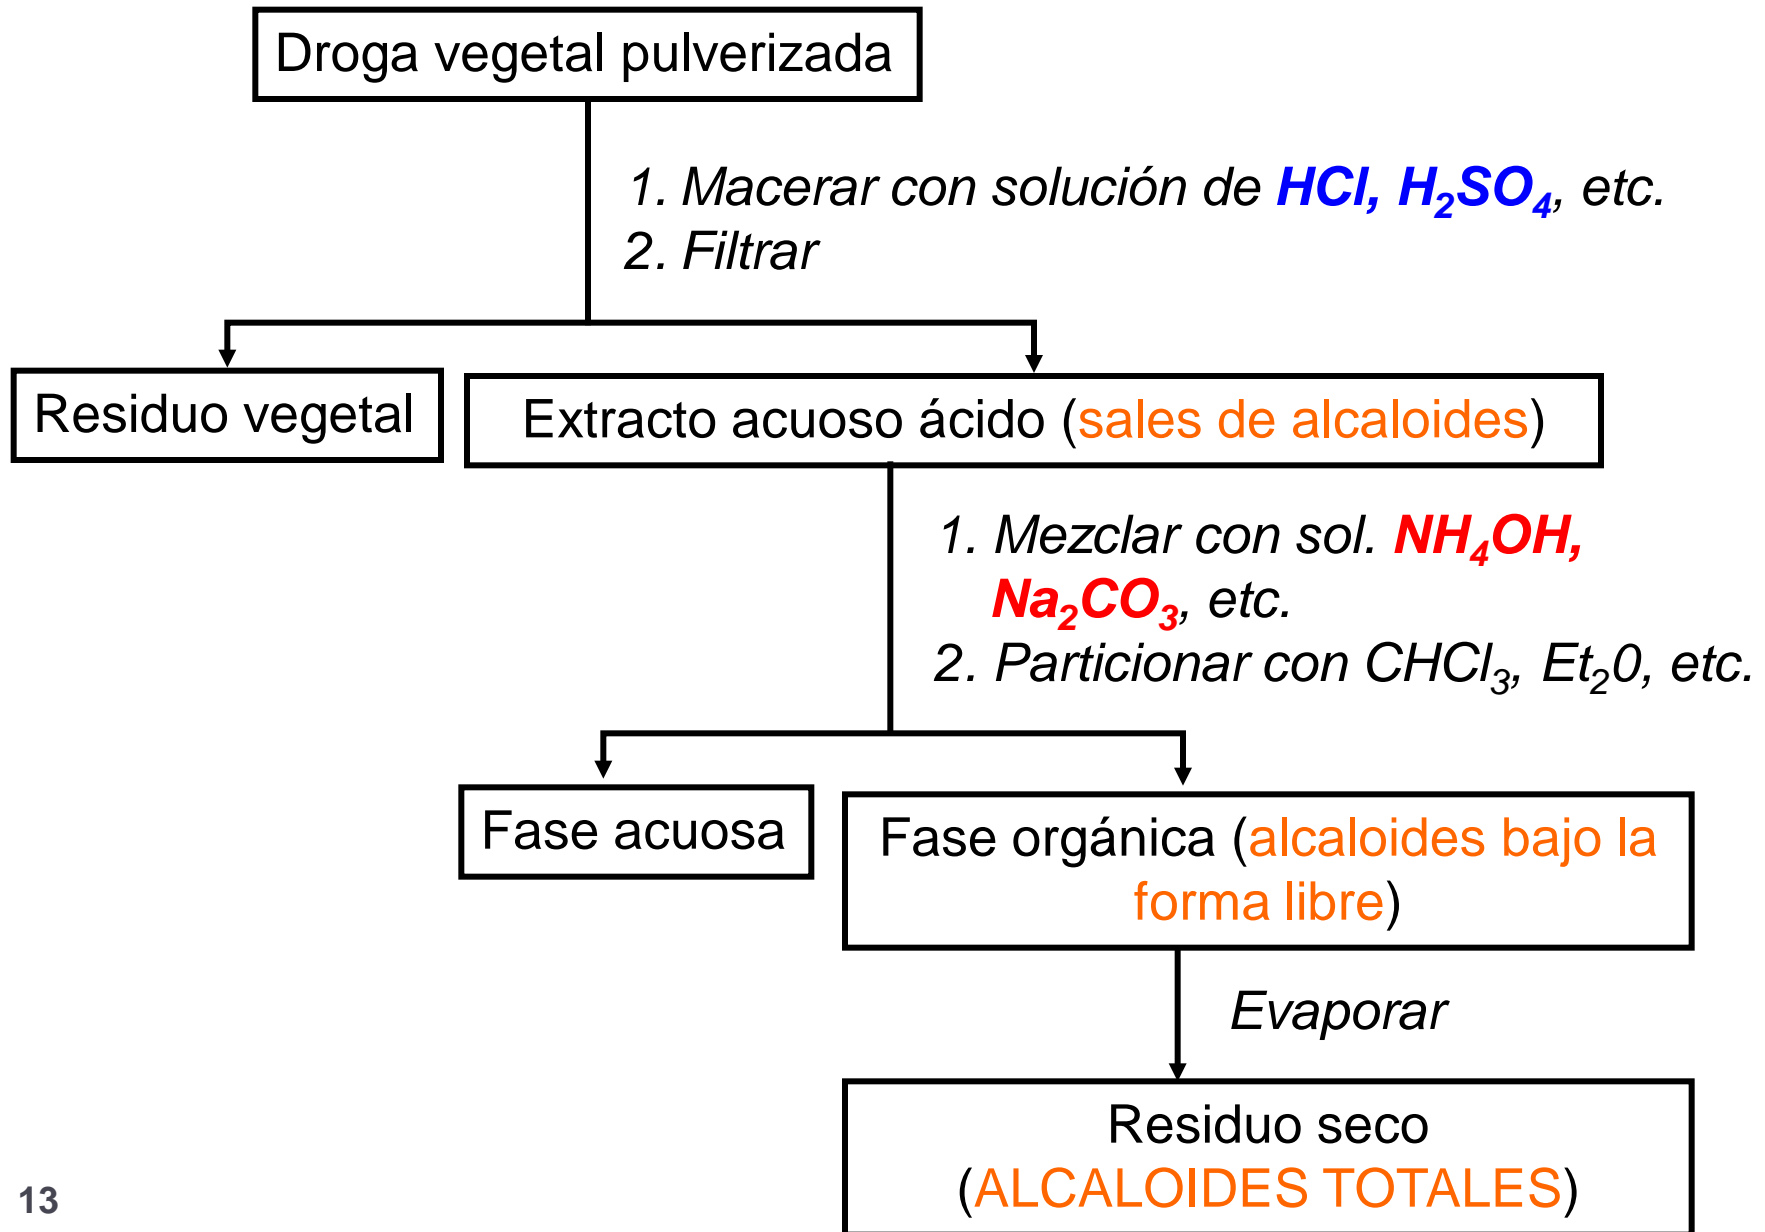 Droga vegetal pulverizada
1. Macerar con solución de HCl, H₂SO₄, etc.
2. Filtrar
Residuo vegetal
Extracto acuoso ácido (sales de alcaloides)
1. Mezclar con sol. NH₄OH,
Na₂CO₃, etc.
2. Particionar con CHCl₃, Et₂0, etc.
Fase acuosa
Fase orgánica (alcaloides bajo la
forma libre)
Evaporar
Residuo seco
(ALCALOIDES TOTALES)
13